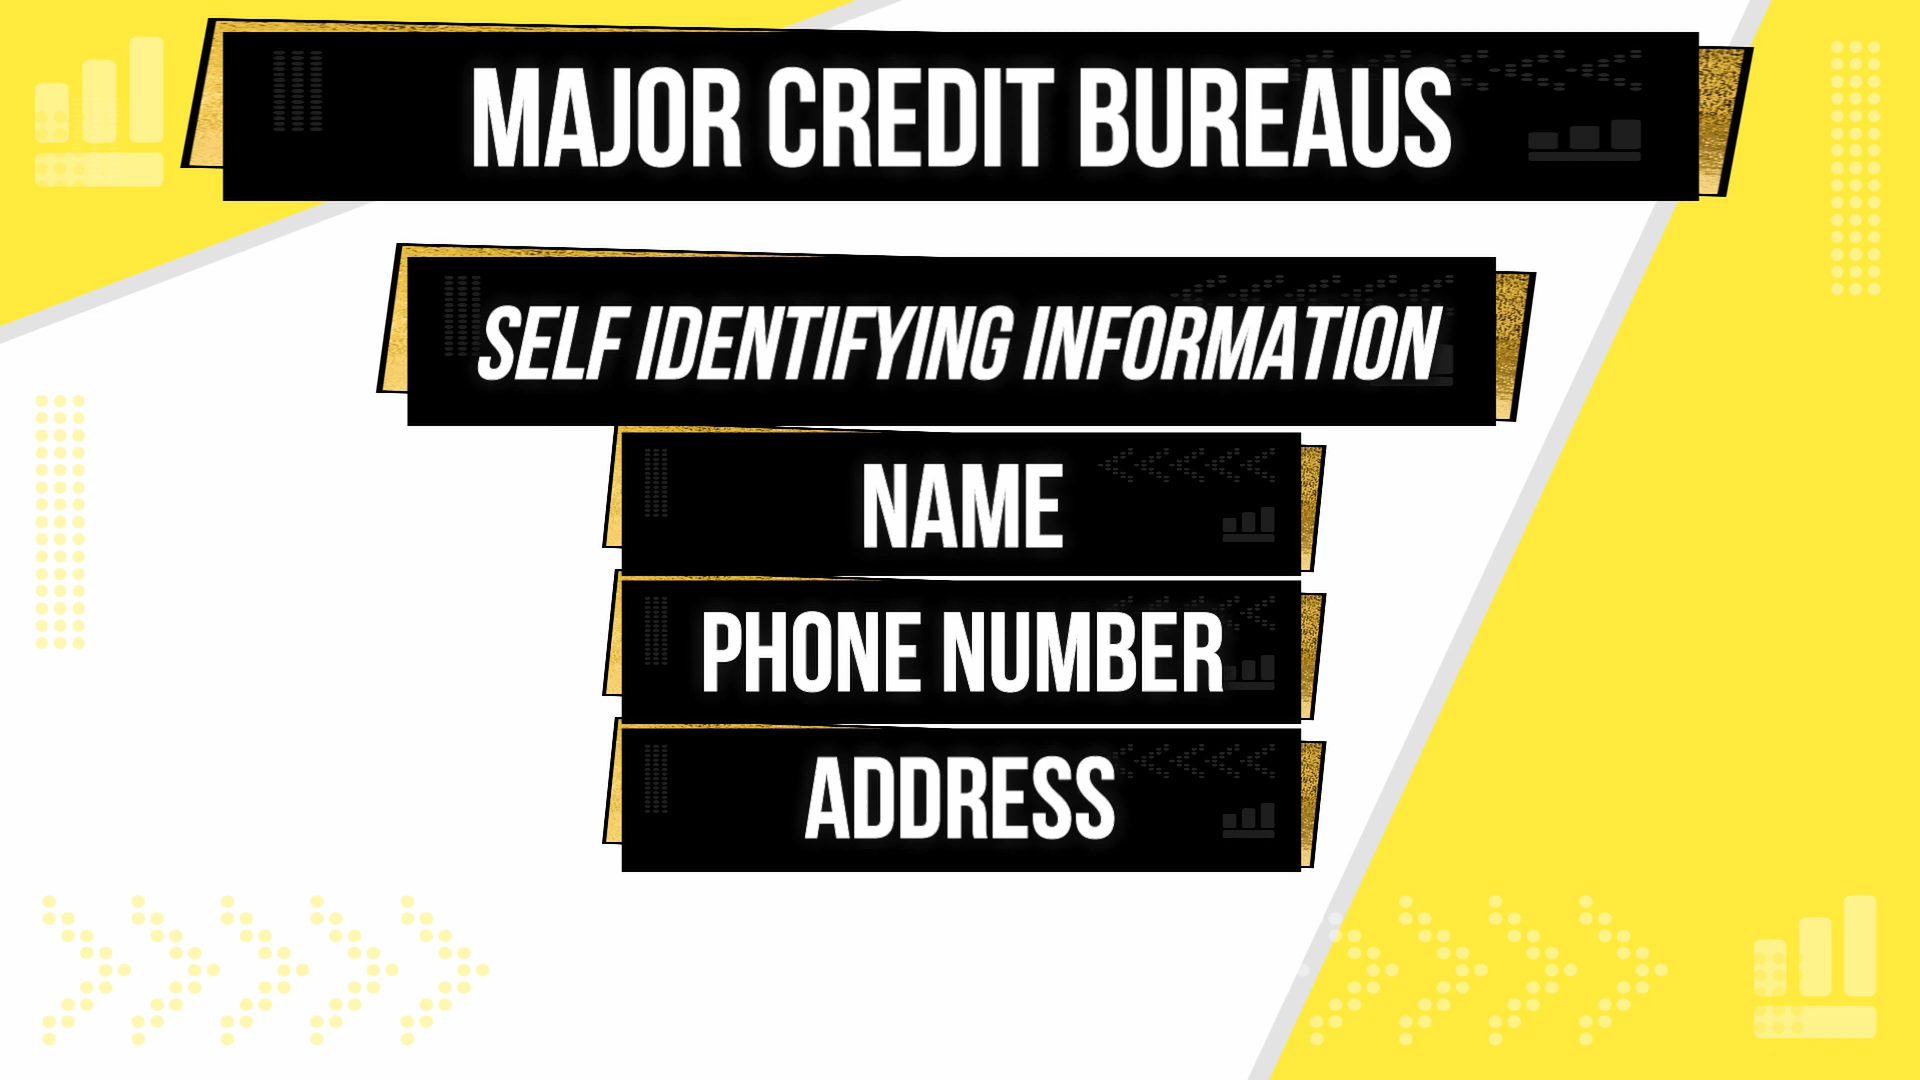 MAJOR CREDIT BUREAUS
SELF IDENTIFYING INFORMATION
NAME
PHONE NUMBER
ADDRESS